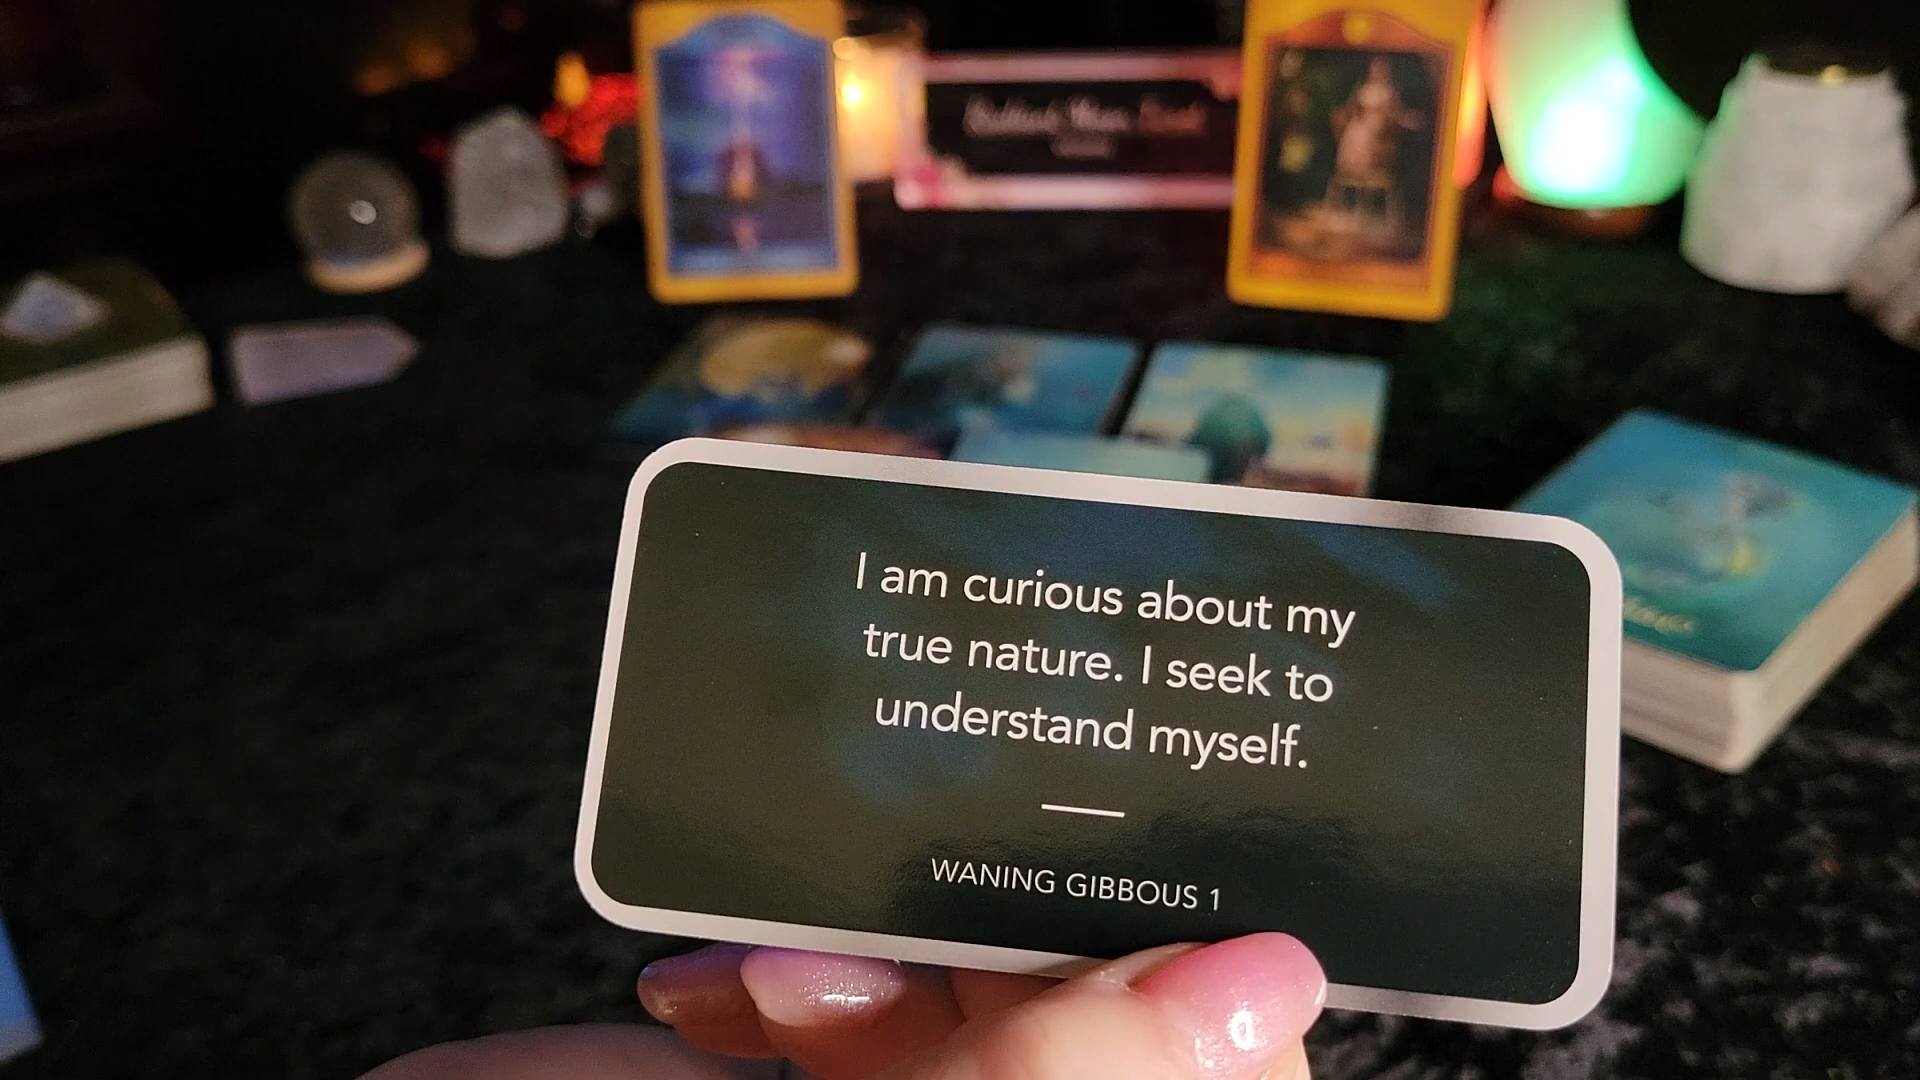 I am curious about my
true nature. I seek to
understand myself.
WANING GIBBOUS 1